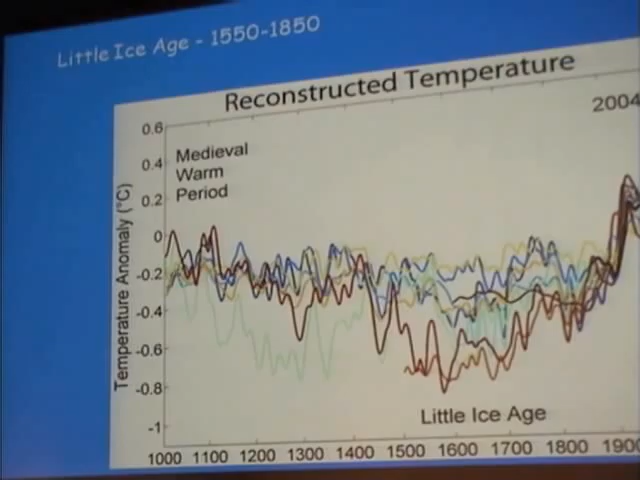 Little Ice Age - 1550-1850
Reconstructed Temperature
2004
Medieval
Warm
Period
Temperature Anomaly (°C)
0.6
0.4
0.2
0
-0.2
-0.4
-0.6
-0.8
-1
Little Ice Age
1000 1100 1200 1300 1400 1500 1600 1700 1800 1900